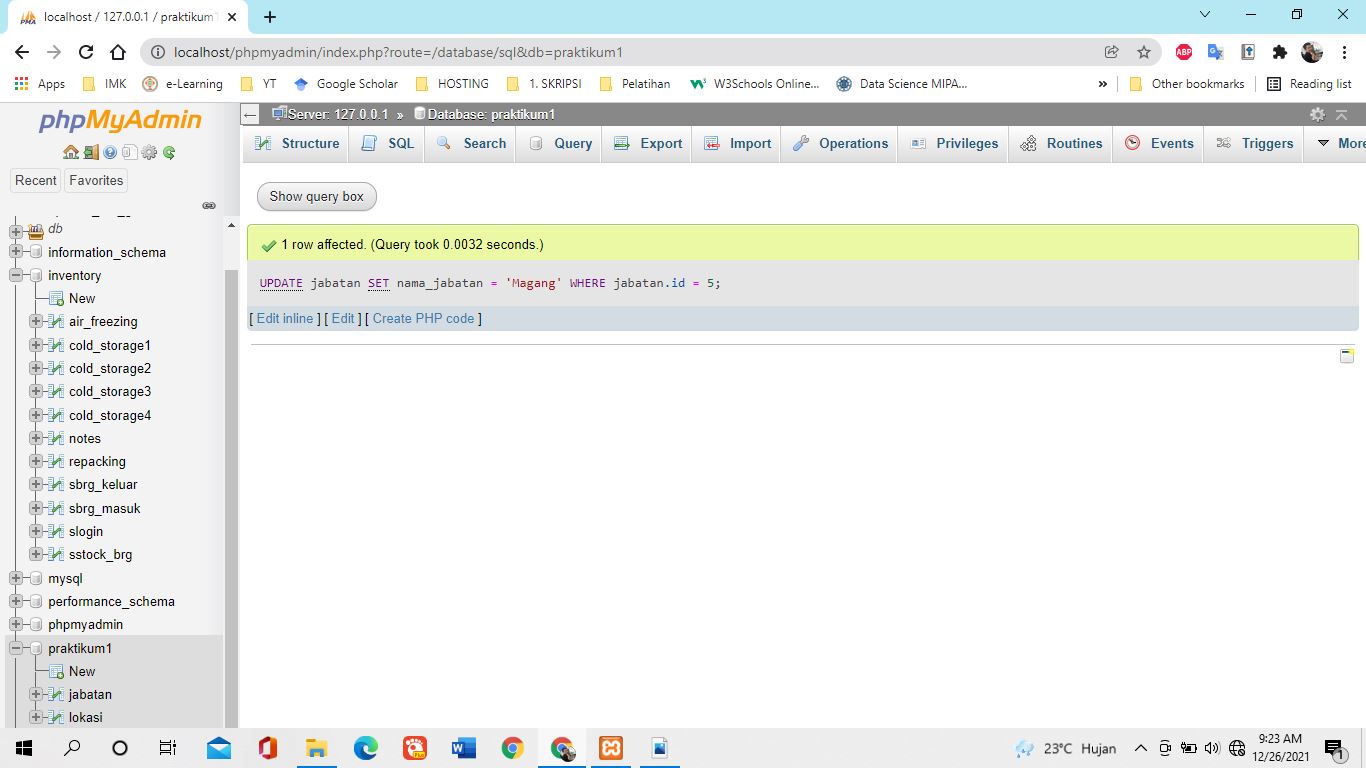 localhost / 127.0.0.1 / praktikum1
localhost/phpmyadmin/index.php?route=/database/sql&db=praktikum1
ABP
Apps IMK e-Learning YT Google Scholar HOSTING 1. SKRIPSI Pelatihan W3Schools Online... Data Science MIPA... » Other bookmarks Reading list
phpMyAdmin
Recent Favorites
db
information_schema
inventory
New
air_freezing
cold_storage1
cold_storage2
cold_storage3
cold_storage4
notes
repacking
sbrg_keluar
sbrg_masuk
slogin
sstock_brg
mysql
performance_schema
phpmyadmin
praktikum1
New
jabatan
lokasi
Server: 127.0.0.1 » Database: praktikum1
Structure SQL Search Query Export Import Operations Privileges Routines Events Triggers More
Show query box
1 row affected. (Query took 0.0032 seconds.)
UPDATE jabatan SET nama_jabatan = 'Magang' WHERE jabatan.id = 5;
[ Edit inline ] [ Edit ] [ Create PHP code ]
23°C Hujan
9:23 AM
12/26/2021
1